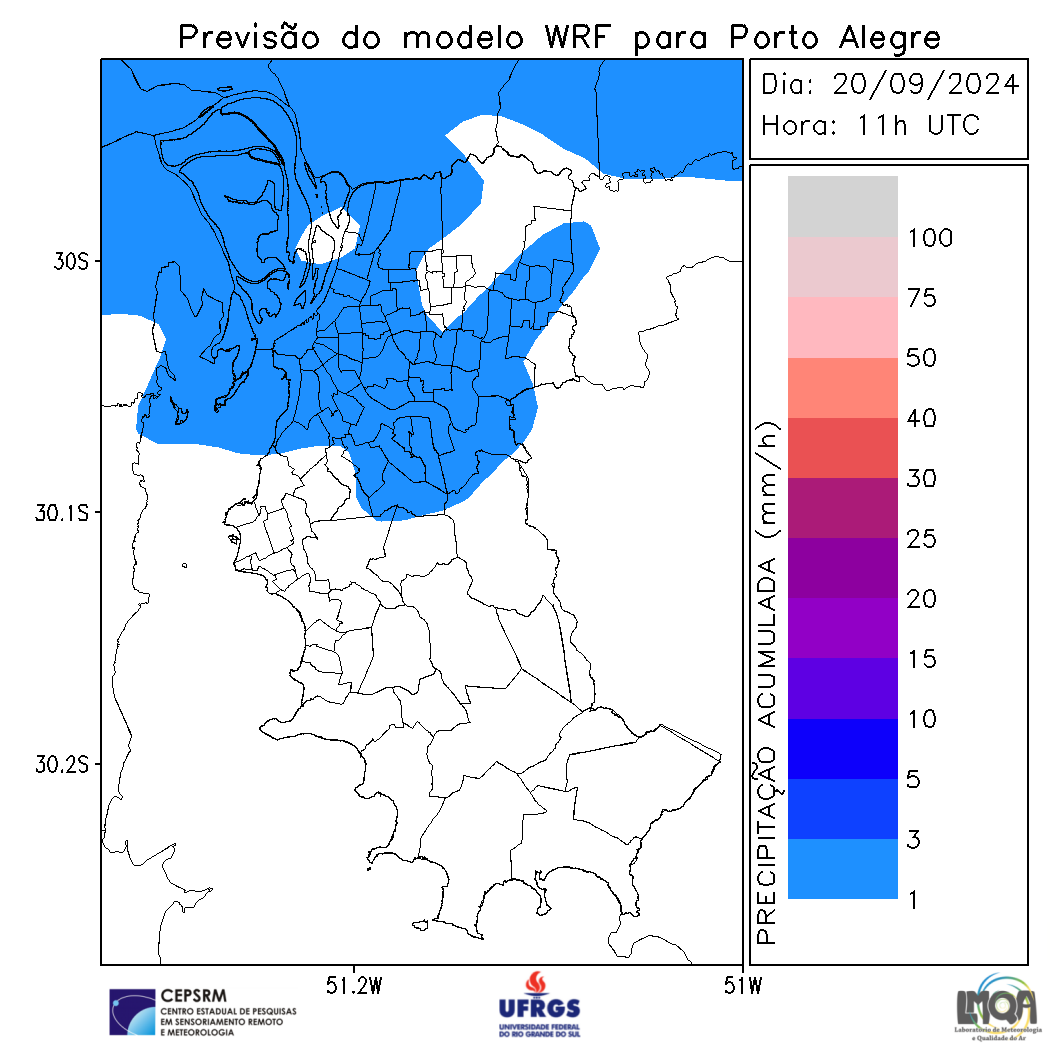 Previsão do modelo WRF para Porto Alegre
Dia: 20/09/2024
Hora: 11h UTC
30S
30.1S
30.2S
51.2W
51W
PRECIPITAÇÃO ACUMULADA (mm/h)
100
75
50
40
30
25
20
15
10
5
3
1
CEPSRM
CENTRO ESTADUAL DE PESQUISAS
EM SENSORIAMENTO REMOTO
E METEOROLOGIA
UFRGS
UNIVERSIDADE FEDERAL
DO RIO GRANDE DO SUL
LMQA
Laboratório de Meteorologia
e Qualidade do Ar